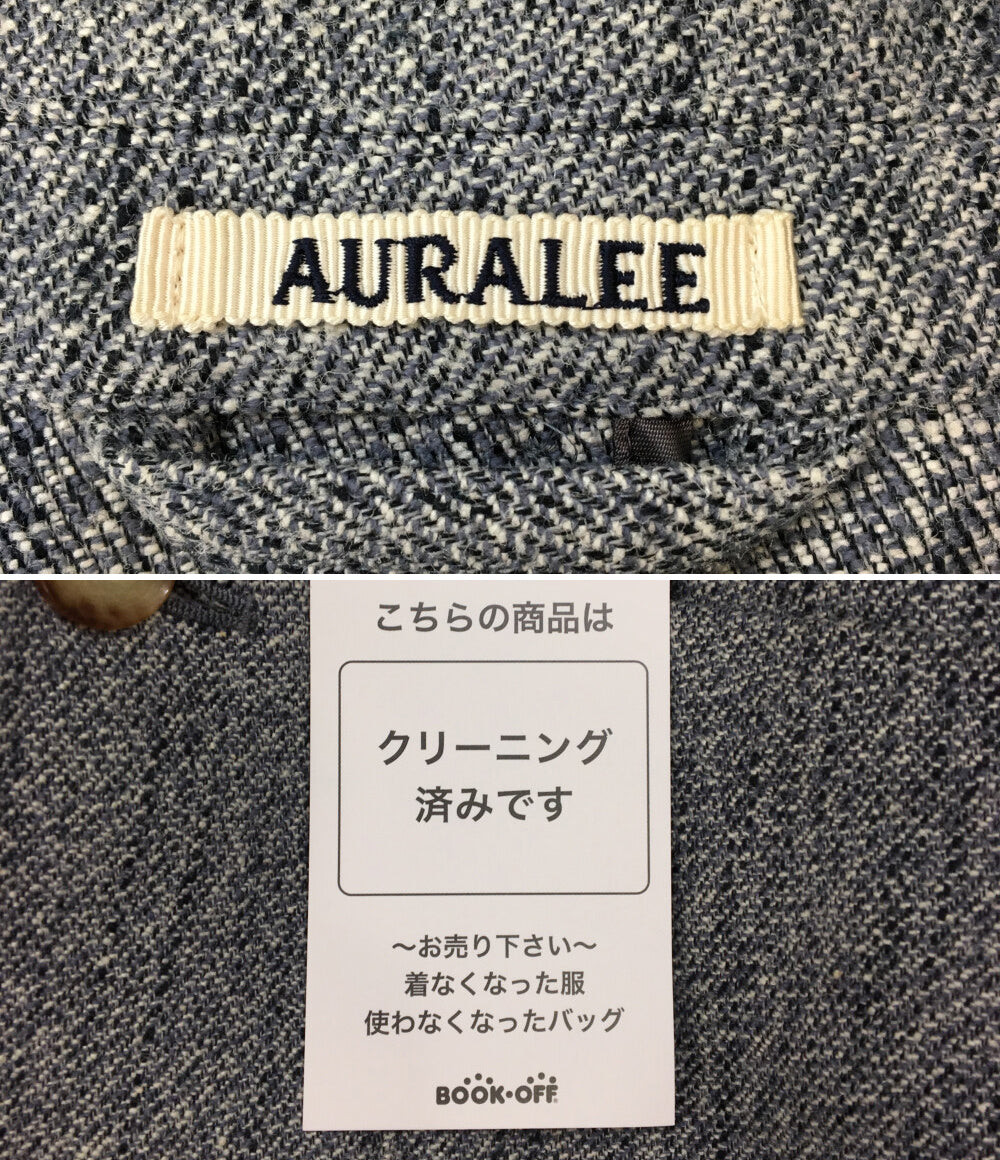 AURALEE
こちらの商品は
クリーニング
済みです
～お売り下さい～
着なくなった服
使わなくなったバッグ
BOOK・OFF